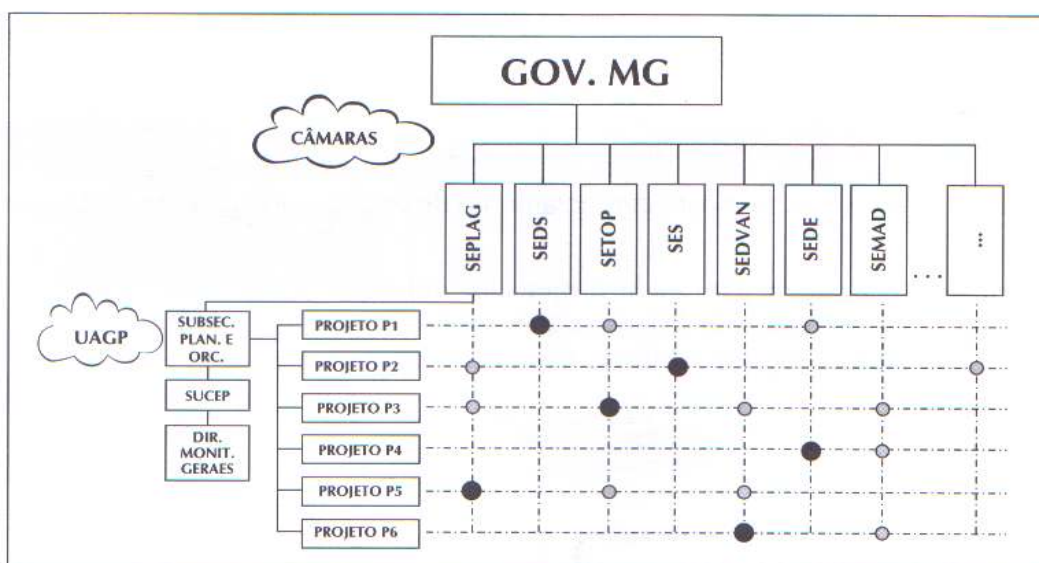 GOV. MG
CÂMARAS
SEPLAG
SEDS
SETOP
SES
SEDVAN
SEDE
SEMAD
...
...
UAGP
SUBSEC.
PLAN. E
ORC.
SUCEP
DIR.
MONIT.
GERAES
PROJETO P1
PROJETO P2
PROJETO P3
PROJETO P4
PROJETO P5
PROJETO P6